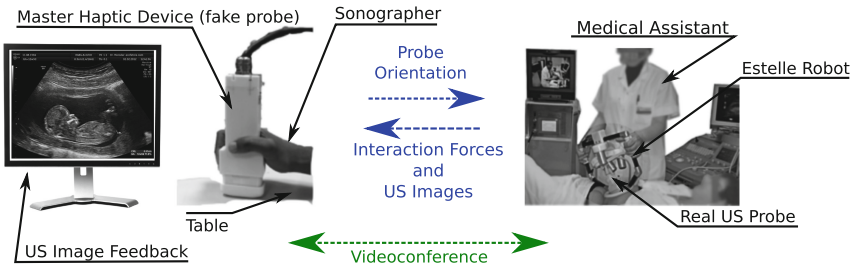 Master Haptic Device (fake probe)
Sonographer
Medical Assistant
Probe
Orientation
Estelle Robot
Interaction Forces
and
US Images
Real US Probe
Table
US Image Feedback
Videoconference